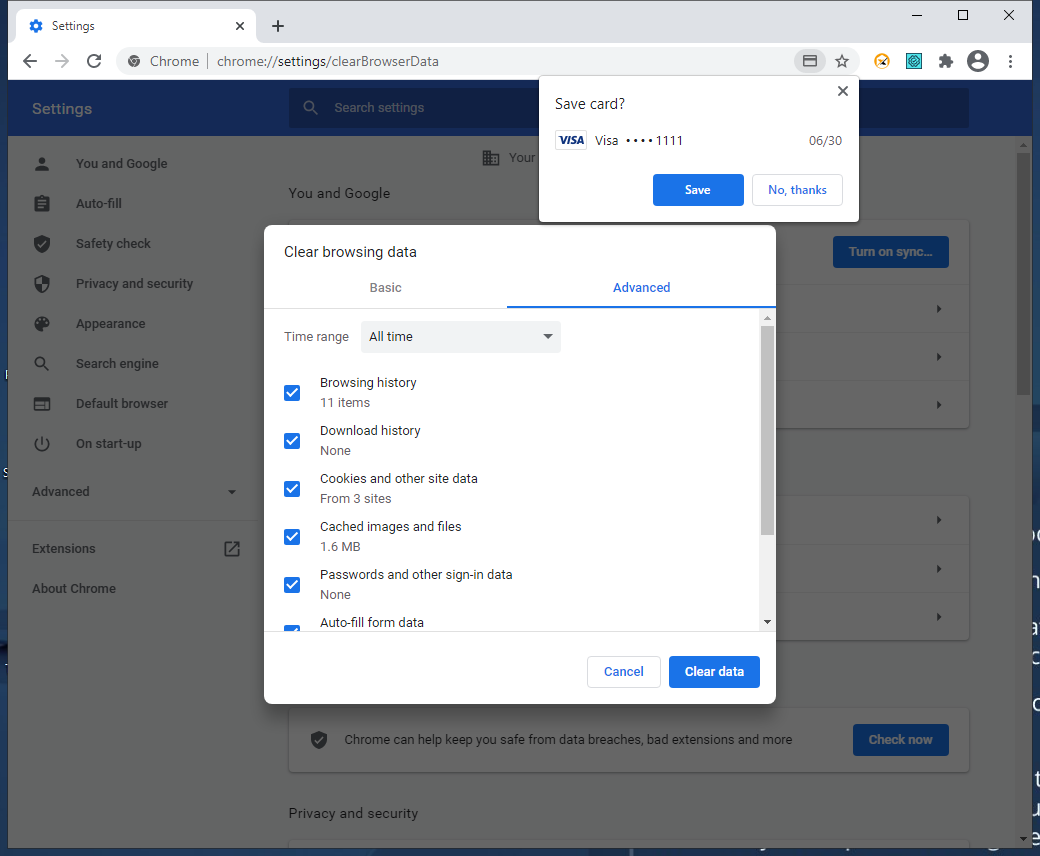 Settings
Chrome
chrome://settings/clearBrowserData
Settings
Search settings
Save card?
VISA Visa •••• 1111 06/30
Save
No, thanks
You and Google
Auto-fill
Safety check
Privacy and security
Appearance
Search engine
Default browser
On start-up
Advanced
Extensions
About Chrome
Your
You and Google
Turn on sync...
Clear browsing data
Basic
Advanced
Time range
All time
Browsing history
11 items
Download history
None
Cookies and other site data
From 3 sites
Cached images and files
1.6 MB
Passwords and other sign-in data
None
Auto-fill form data
Cancel
Clear data
Chrome can help keep you safe from data breaches, bad extensions and more
Check now
Privacy and security